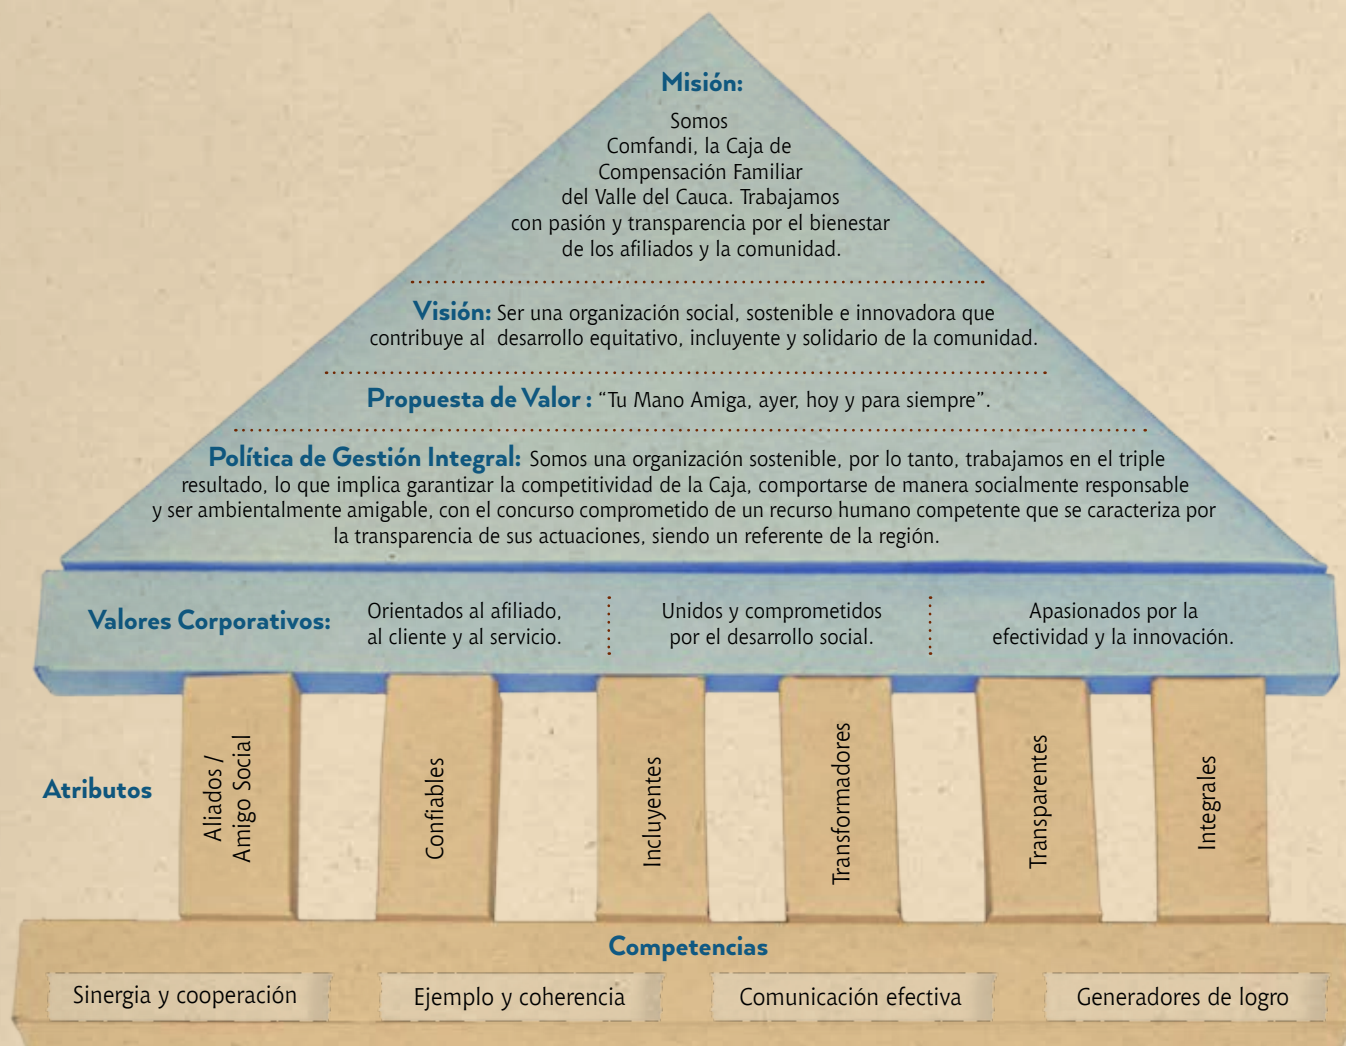 Misión:
Somos
Comfandi, la Caja de
Compensación Familiar
del Valle del Cauca. Trabajamos
con pasión y transparencia por el bienestar
de los afiliados y la comunidad.
Visión: Ser una organización social, sostenible e innovadora que
contribuye al desarrollo equitativo, incluyente y solidario de la comunidad.
Propuesta de Valor : “Tu Mano Amiga, ayer, hoy y para siempre”.
Política de Gestión Integral: Somos una organización sostenible, por lo tanto, trabajamos en el triple
resultado, lo que implica garantizar la competitividad de la Caja, comportarse de manera socialmente responsable
y ser ambientalmente amigable, con el concurso comprometido de un recurso humano competente que se caracteriza por
la transparencia de sus actuaciones, siendo un referente de la región.
Valores Corporativos:
Orientados al afiliado,
al cliente y al servicio.
Unidos y comprometidos
por el desarrollo social.
Apasionados por la
efectividad y la innovación.
Atributos
Aliados /
Amigo Social
Confiables
Incluyentes
Transformadores
Transparentes
Integrales
Competencias
Sinergia y cooperación
Ejemplo y coherencia
Comunicación efectiva
Generadores de logro